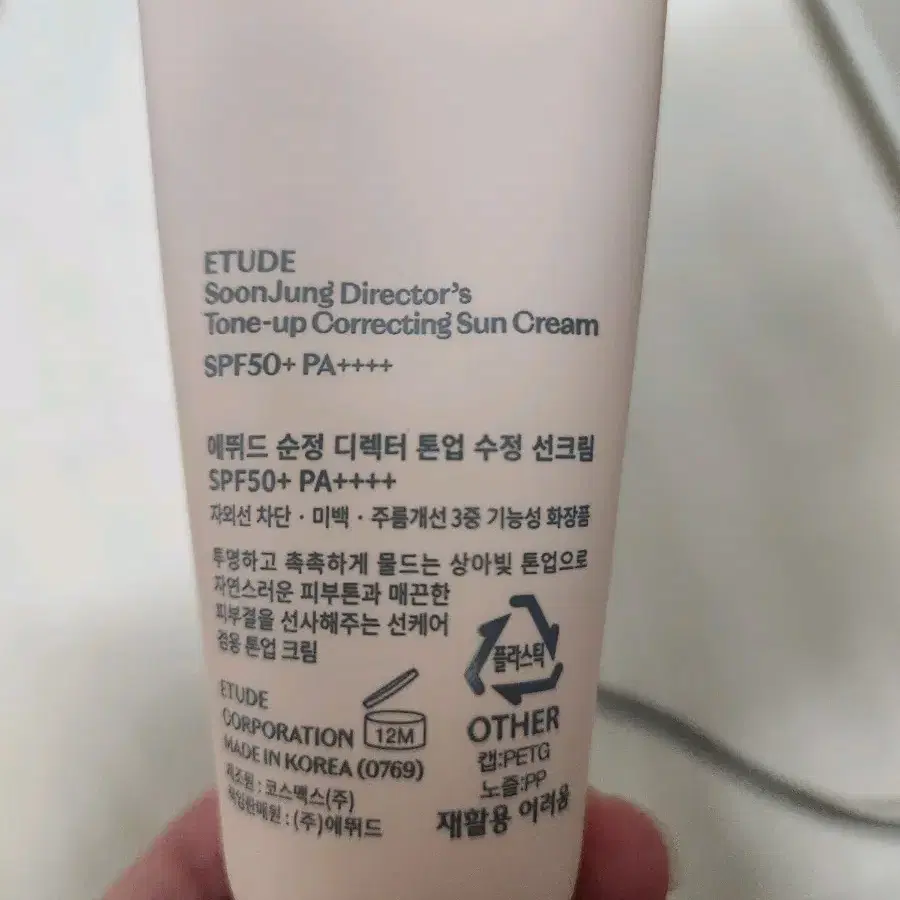 ETUDE
SoonJung Director's
Tone-up Correcting Sun Cream
SPF50+ PA++++
에뛰드 순정 디렉터 톤업 수정 선크림
SPF50+ PA++++
자외선 차단 · 미백 · 주름개선 3중 기능성 화장품
투명하고 촉촉하게 물드는 상아빛 톤업으로
자연스러운 피부톤과 매끈한
피부결을 선사해주는 선케어
겸용 톤업 크림
플라스틱
OTHER
캡:PETG
노즐:PP
재활용 어려움
ETUDE
CORPORATION
12M
MADE IN KOREA (0769)
제조원 : 코스맥스(주)
책임판매원 : (주)에뛰드